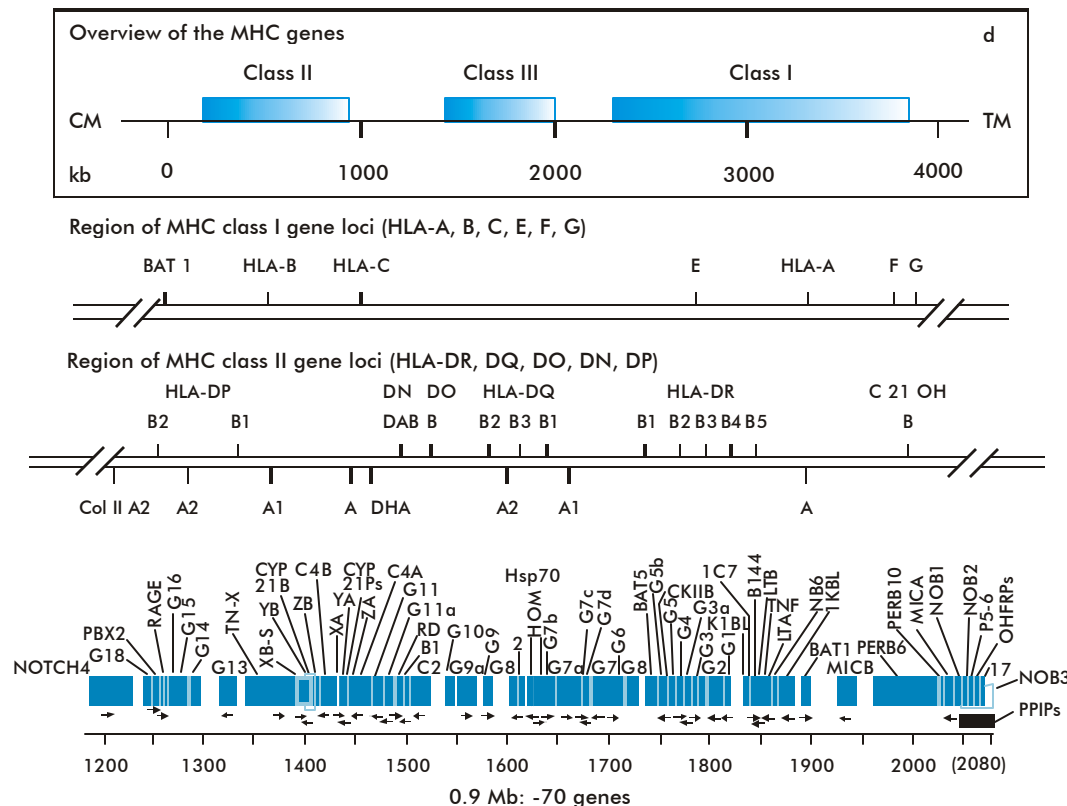 Overview of the MHC genes d
Class II Class III Class I
CM TM
kb 0 1000 2000 3000 4000
Region of MHC class I gene loci (HLA-A, B, C, E, F, G)
BAT 1 HLA-B HLA-C E HLA-A F G
Region of MHC class II gene loci (HLA-DR, DQ, DO, DN, DP)
HLA-DP DN DO HLA-DQ HLA-DR C 21 OH
B2 B1 DAB B B2 B3 B1 B1 B2 B3 B4 B5 B
Col II A2 A2 A1 A DHA A2 A1 A
NOTCH4
G18
PBX2
RAGE
G16
G15
G14
G13
TN-X
XB-S
YB
CYP
21B
ZB
C4B
XA
YA
CYP
21Ps
ZA
C4A
G11
G11a
RD
B1
C2
G10a
G9a
G9
G8
Hsp70
2
HOM
G7b
G7a
G7c
G7d
G7
G6
G8
BAT5
G5b
G5
CKIIB
G4
G3a
G3
G2
G1
K1BL
1C7
B144
LTB
TNF
LTA
NB6
1KBL
BAT1
MICB
PERB6
PERB10
MICA
NOB1
NOB2
P5-6
OHFRPs
17
NOB3
PPIPs
1200 1300 1400 1500 1600 1700 1800 1900 2000 (2080)
0.9 Mb: -70 genes